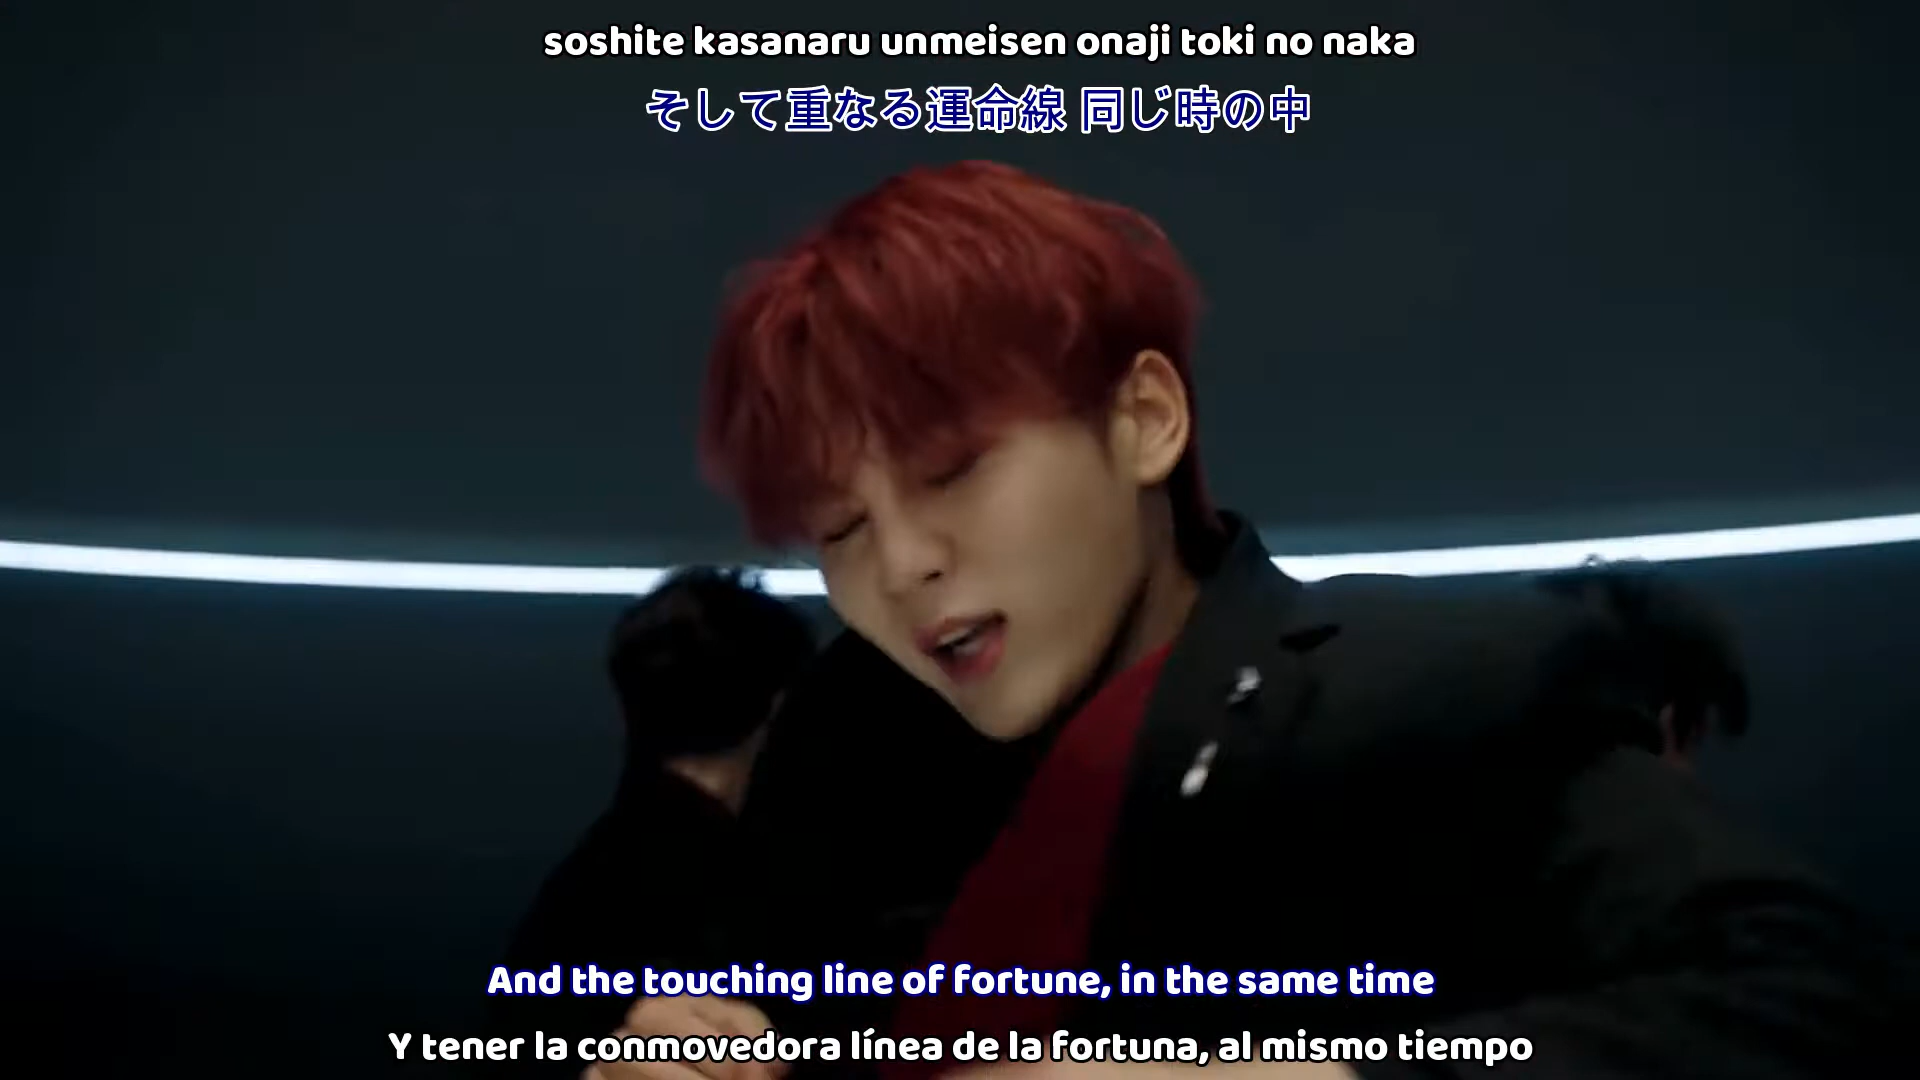 soshite kasanaru unmeisen onaji toki no naka
そして重なる運命線 同じ時の中
And the touching line of fortune, in the same time
Y tener la conmovedora línea de la fortuna, al mismo tiempo